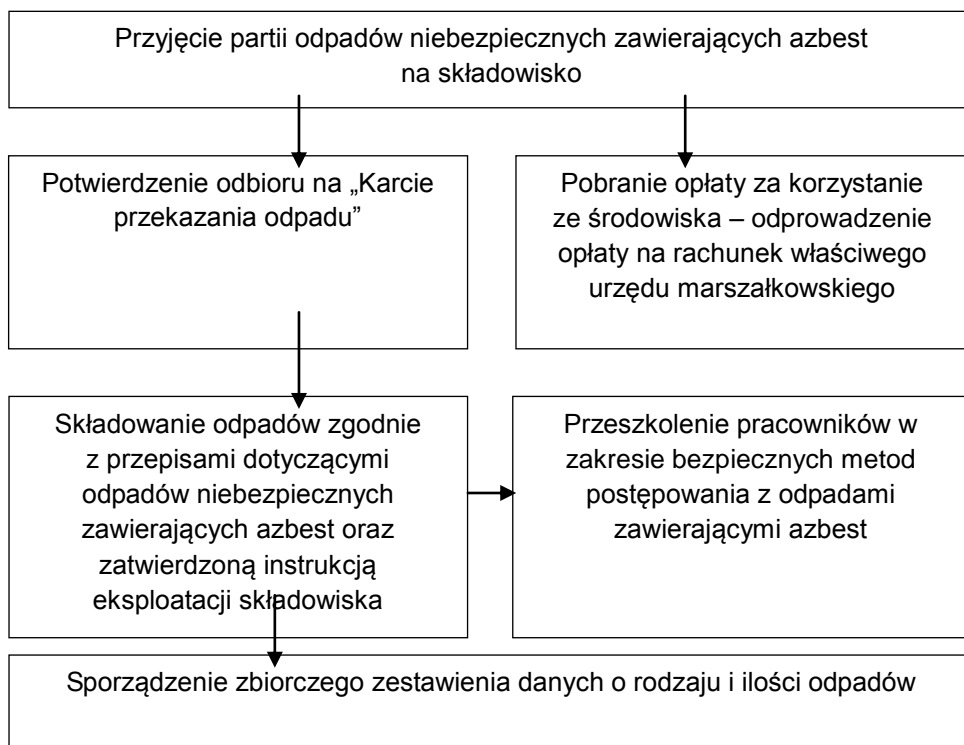 Przyjęcie partii odpadów niebezpiecznych zawierających azbest
na składowisko
Potwierdzenie odbioru na „Karcie
przekazania odpadu”
Pobranie opłaty za korzystanie
ze środowiska – odprowadzenie
opłaty na rachunek właściwego
urzędu marszałkowskiego
Składowanie odpadów zgodnie
z przepisami dotyczącymi
odpadów niebezpiecznych
zawierających azbest oraz
zatwierdzoną instrukcją
eksploatacji składowiska
Przeszkolenie pracowników w
zakresie bezpiecznych metod
postępowania z odpadami
zawierającymi azbest
Sporządzenie zbiorczego zestawienia danych o rodzaju i ilości odpadów